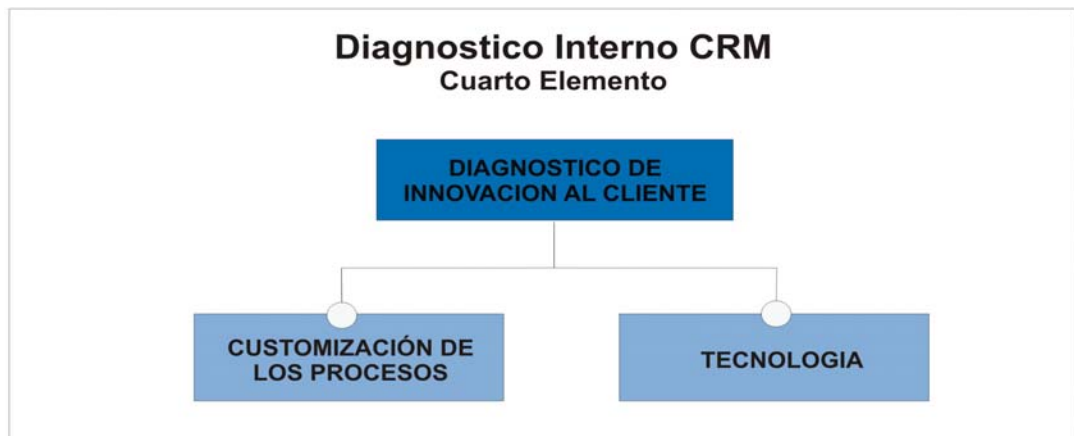 Diagnostico Interno CRM
Cuarto Elemento
DIAGNOSTICO DE
INNOVACION AL CLIENTE
CUSTOMIZACIÓN DE
LOS PROCESOS
TECNOLOGIA